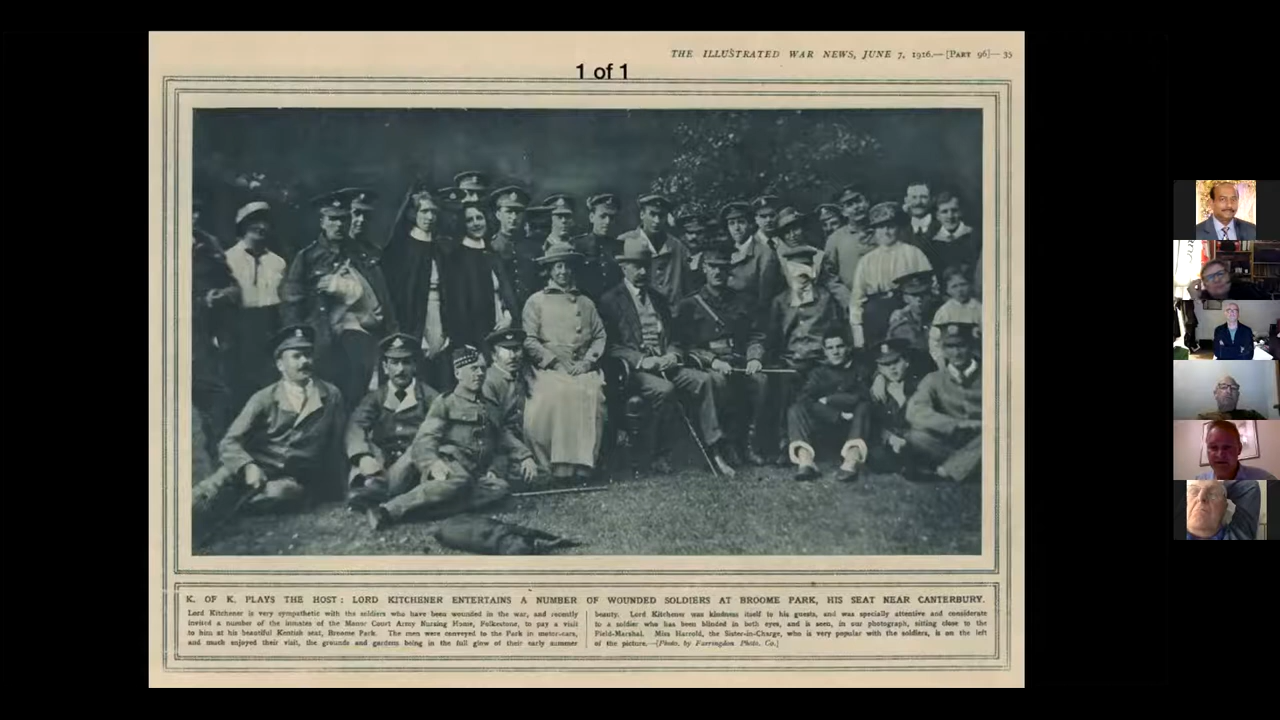 THE ILLUSTRATED WAR NEWS, JUNE 7, 1916.—[PART 96]—35
1 of 1
K. OF K. PLAYS THE HOST: LORD KITCHENER ENTERTAINS A NUMBER OF WOUNDED SOLDIERS AT BROOME PARK, HIS SEAT NEAR CANTERBURY.
Lord Kitchener is very sympathetic with the soldiers who have been wounded in the war, and recently
invited a number of the inmates of the Manor Court Army Nursing Home, Folkestone, to pay a visit
to him at his beautiful Kentish seat, Broome Park. The men were conveyed to the Park in motor-cars,
and much enjoyed their visit, the grounds and gardens being in the full glow of their early summer
beauty. Lord Kitchener was kindness itself to his guests, and was specially attentive and considerate
to a soldier who has been blinded in both eyes, and is seen, in our photograph, sitting close to the
Field-Marshal. Miss Harrold, the Sister-in-Charge, who is very popular with the soldiers, is on the left
of the picture.—[Photo. by Farringdon Photo. Co.]